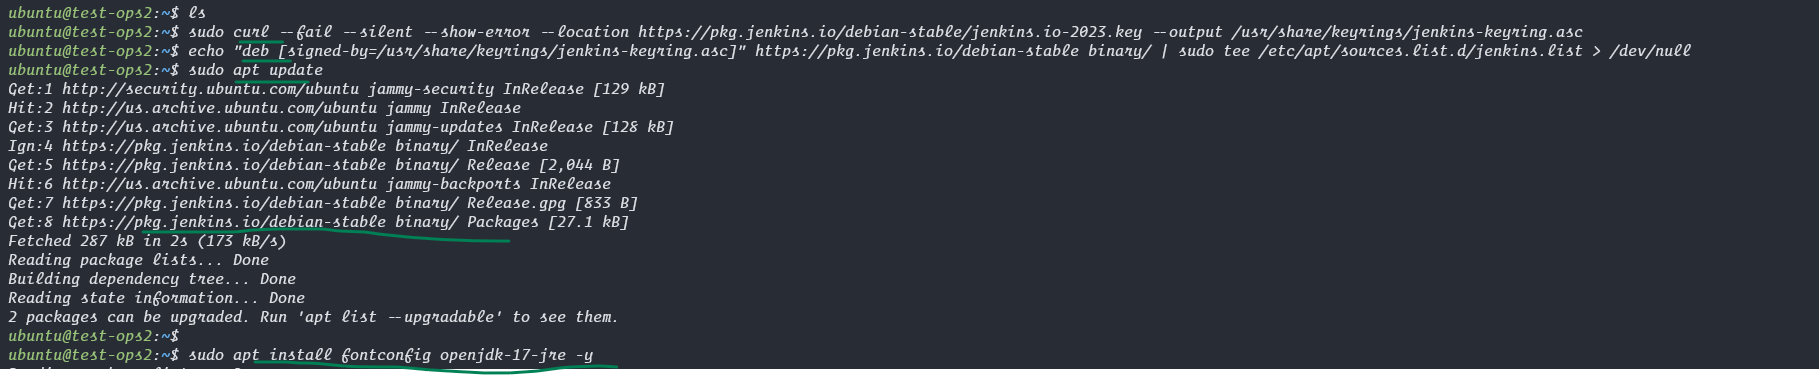 ubuntu@test-ops2:~$ ls
ubuntu@test-ops2:~$ sudo curl --fail --silent --show-error --location https://pkg.jenkins.io/debian-stable/jenkins.io-2023.key --output /usr/share/keyrings/jenkins-keyring.asc
ubuntu@test-ops2:~$ echo "deb [signed-by=/usr/share/keyrings/jenkins-keyring.asc]" https://pkg.jenkins.io/debian-stable binary/ | sudo tee /etc/apt/sources.list.d/jenkins.list > /dev/null
ubuntu@test-ops2:~$ sudo apt update
Get:1 http://security.ubuntu.com/ubuntu jammy-security InRelease [129 kB]
Hit:2 http://us.archive.ubuntu.com/ubuntu jammy InRelease
Get:3 http://us.archive.ubuntu.com/ubuntu jammy-updates InRelease [128 kB]
Ign:4 https://pkg.jenkins.io/debian-stable binary/ InRelease
Get:5 https://pkg.jenkins.io/debian-stable binary/ Release [2,044 B]
Hit:6 http://us.archive.ubuntu.com/ubuntu jammy-backports InRelease
Get:7 https://pkg.jenkins.io/debian-stable binary/ Release.gpg [833 B]
Get:8 https://pkg.jenkins.io/debian-stable binary/ Packages [27.1 kB]
Fetched 287 kB in 2s (173 kB/s)
Reading package lists... Done
Building dependency tree... Done
Reading state information... Done
2 packages can be upgraded. Run 'apt list --upgradable' to see them.
ubuntu@test-ops2:~$
ubuntu@test-ops2:~$ sudo apt install fontconfig openjdk-17-jre -y